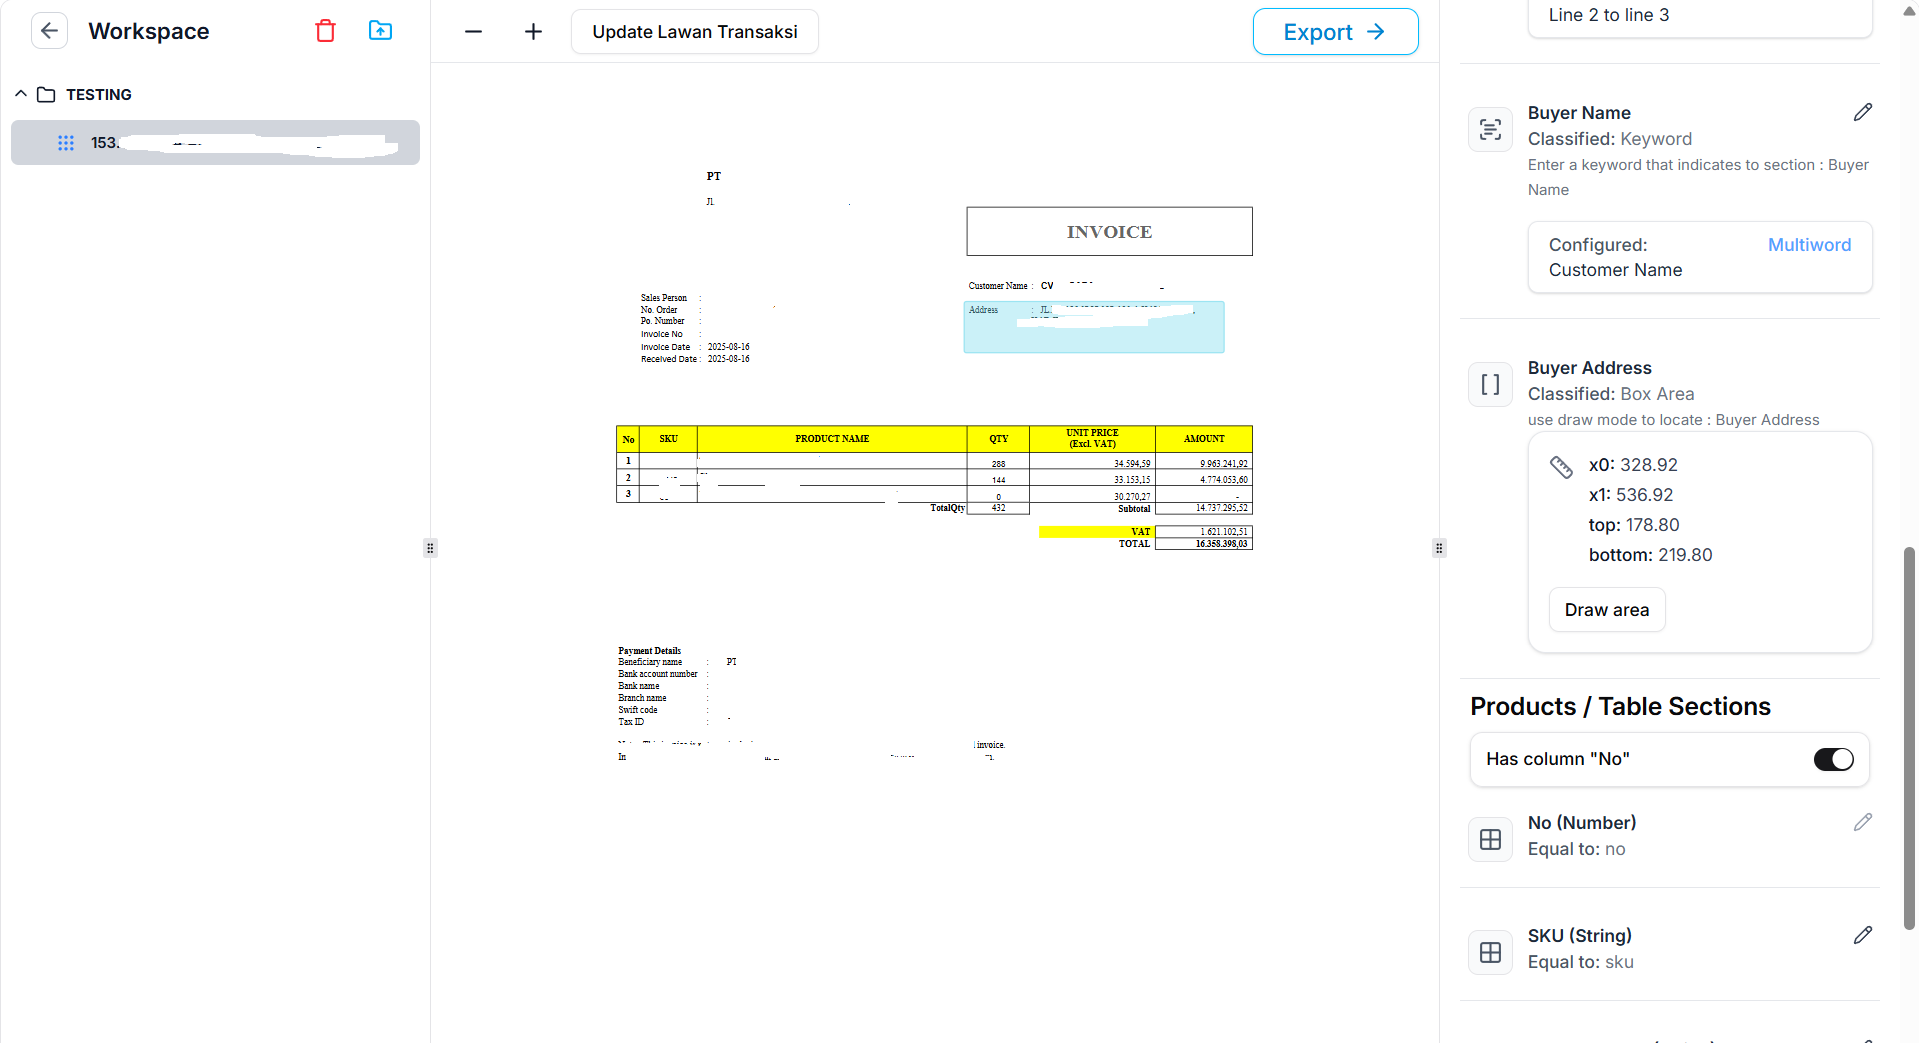 Workspace
TESTING
153.
Update Lawan Transaksi
Export
PT
JL
INVOICE
Customer Name : CV
Address : JL.
Sales Person :
No. Order :
Po. Number :
Invoice No :
Invoice Date : 2025-08-16
Received Date : 2025-08-16
No SKU PRODUCT NAME QTY UNIT PRICE (Excl. VAT) AMOUNT
1 288 34.594,59 9.963.241,92
2 144 33.153,15 4.774.053,60
3 0 30.270,27 -
TotalQty 432 Subtotal 14.737.295,52
VAT 1.621.102,51
TOTAL 16.358.398,03
Payment Details
Beneficiary name : PT
Bank account number :
Bank name :
Branch name :
Swift code :
Tax ID :
invoice.
In
Line 2 to line 3
Buyer Name
Classified: Keyword
Enter a keyword that indicates to section : Buyer
Name
Configured: Multiword
Customer Name
Buyer Address
Classified: Box Area
use draw mode to locate : Buyer Address
x0: 328.92
x1: 536.92
top: 178.80
bottom: 219.80
Draw area
Products / Table Sections
Has column "No"
No (Number)
Equal to: no
SKU (String)
Equal to: sku